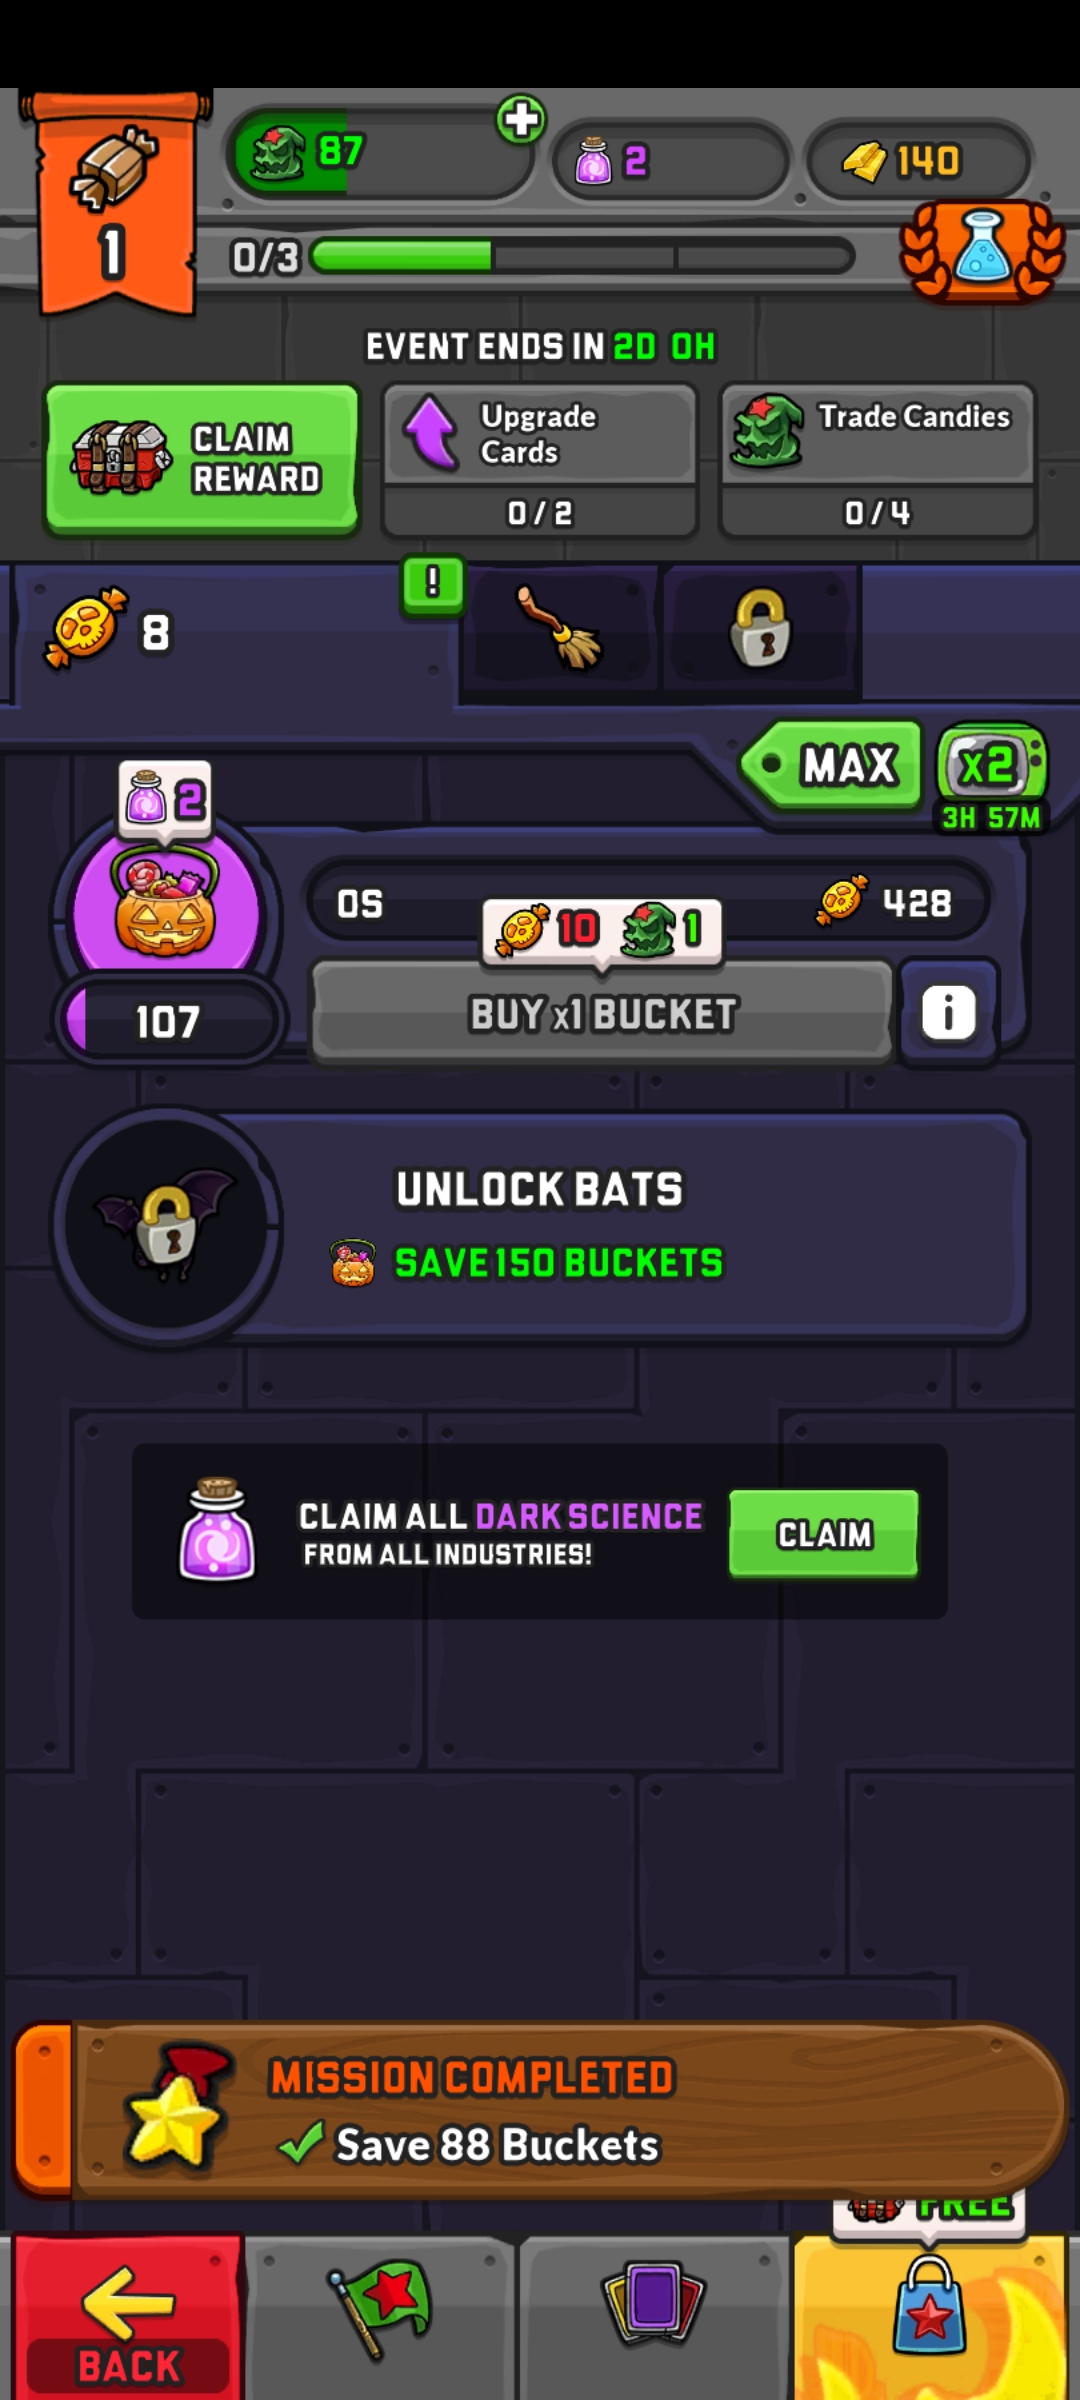 87
2
140
1
0/3
EVENT ENDS IN 2D 0H
CLAIM
REWARD
Upgrade
Cards
0/2
Trade Candies
0/4
8
!
MAX
x2
3H 57M
2
0S
428
10
1
107
BUY x1 BUCKET
i
UNLOCK BATS
SAVE 150 BUCKETS
CLAIM ALL DARK SCIENCE
FROM ALL INDUSTRIES!
CLAIM
MISSION COMPLETED
Save 88 Buckets
FREE
BACK